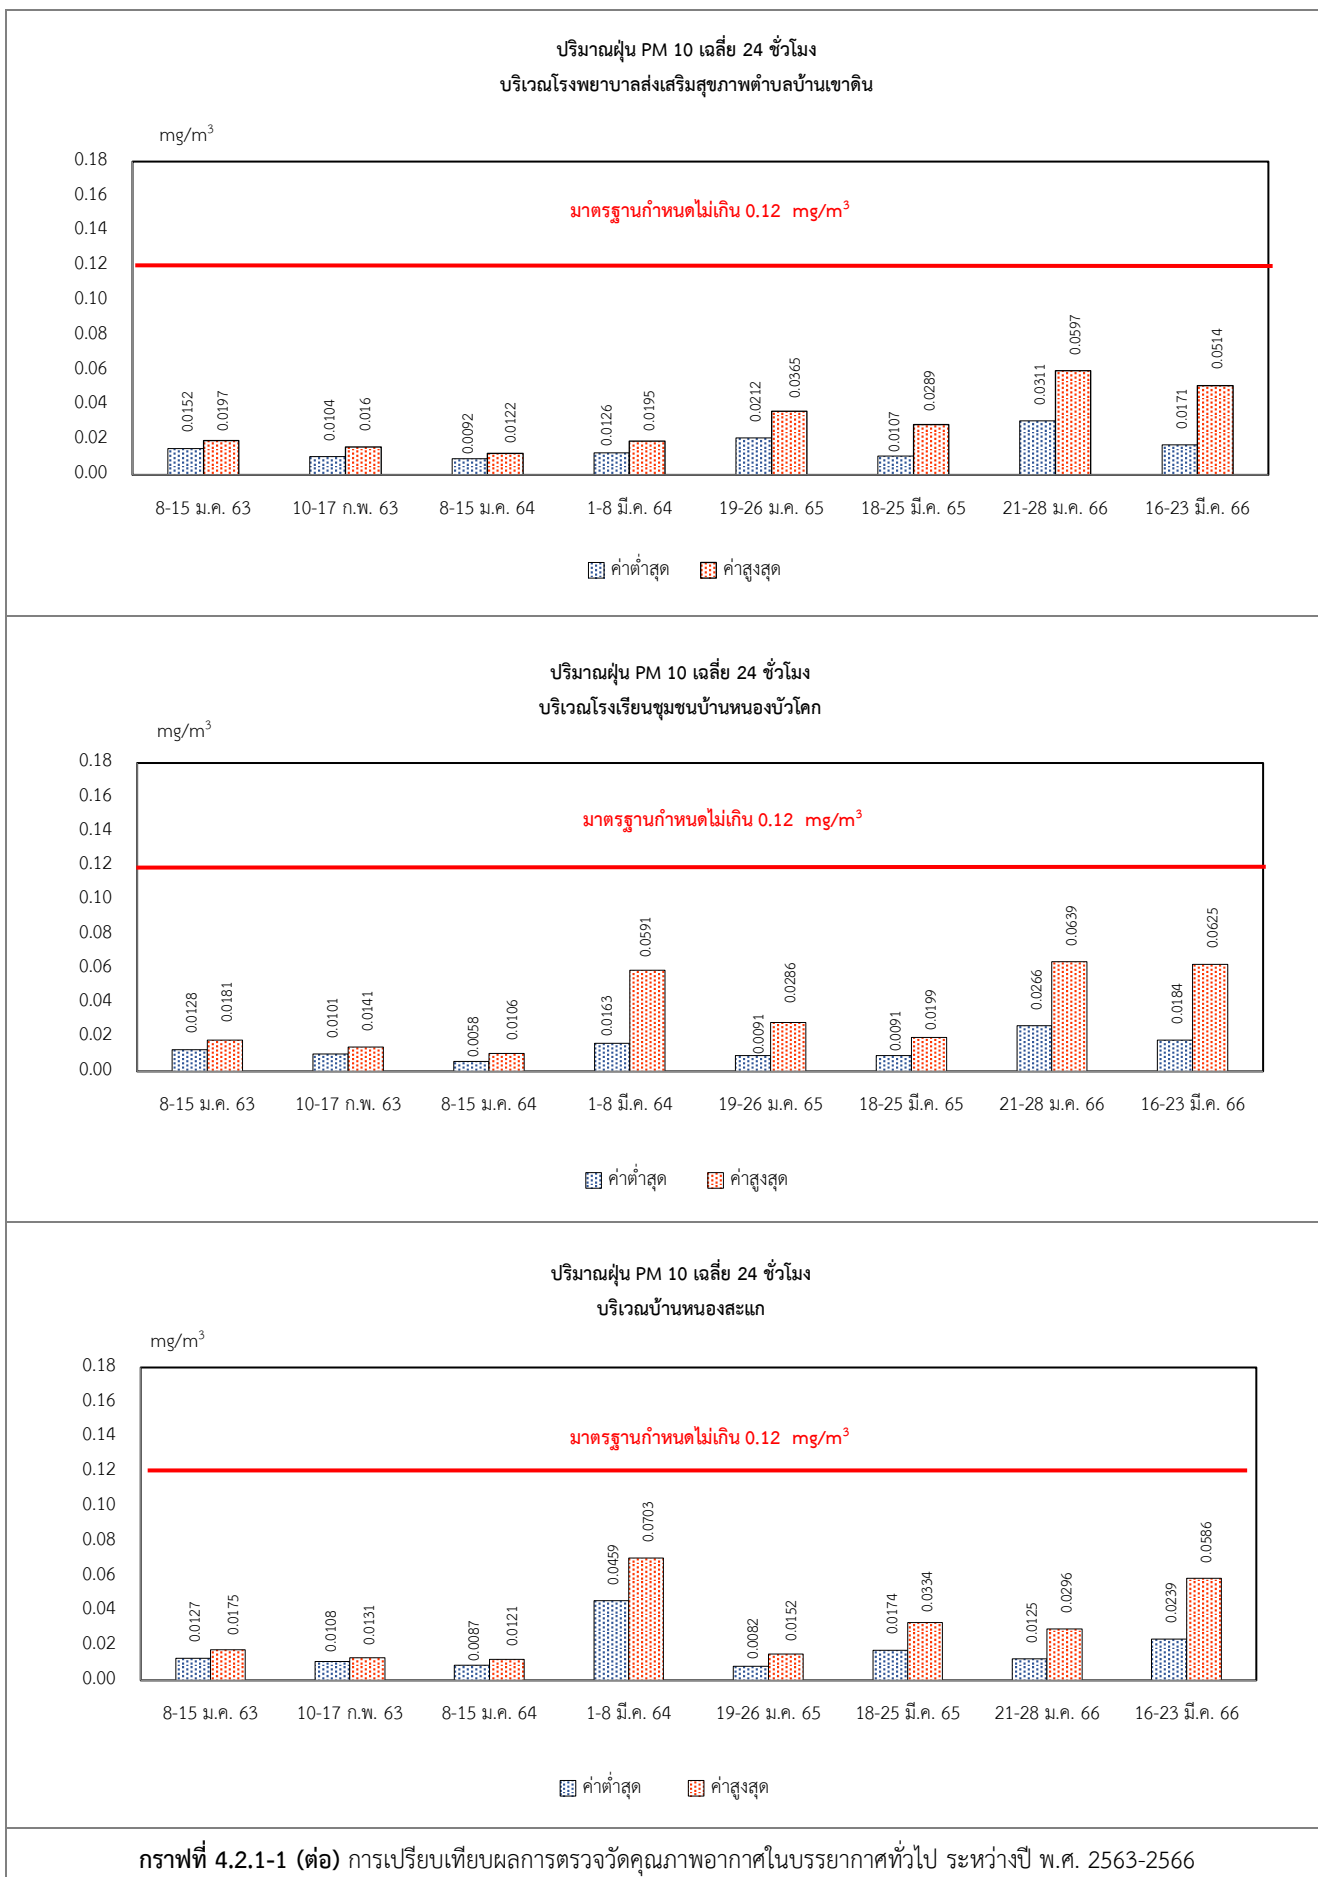 ปริมาณฝุ่น PM 10 เฉลี่ย 24 ชั่วโมง
บริเวณโรงพยาบาลส่งเสริมสุขภาพตำบลบ้านเขาดิน
mg/m³
0.18
0.16
มาตรฐานกำหนดไม่เกิน 0.12 mg/m³
0.14
0.12
0.10
0.08
0.06
0.04
0.02
0.00
0.0152 0.0197 0.0104 0.016 0.0092 0.0122 0.0126 0.0195 0.0212 0.0365 0.0107 0.0289 0.0311 0.0597 0.0171 0.0514
8-15 ม.ค. 63 10-17 ก.พ. 63 8-15 ม.ค. 64 1-8 มี.ค. 64 19-26 ม.ค. 65 18-25 มี.ค. 65 21-28 ม.ค. 66 16-23 มี.ค. 66
ค่าต่ำสุด ค่าสูงสุด
ปริมาณฝุ่น PM 10 เฉลี่ย 24 ชั่วโมง
บริเวณโรงเรียนชุมชนบ้านหนองบัวโคก
mg/m³
0.18
0.16
มาตรฐานกำหนดไม่เกิน 0.12 mg/m³
0.14
0.12
0.10
0.08
0.06
0.04
0.02
0.00
0.0128 0.0181 0.0101 0.0141 0.0058 0.0106 0.0163 0.0591 0.0091 0.0286 0.0091 0.0199 0.0266 0.0639 0.0184 0.0625
8-15 ม.ค. 63 10-17 ก.พ. 63 8-15 ม.ค. 64 1-8 มี.ค. 64 19-26 ม.ค. 65 18-25 มี.ค. 65 21-28 ม.ค. 66 16-23 มี.ค. 66
ค่าต่ำสุด ค่าสูงสุด
ปริมาณฝุ่น PM 10 เฉลี่ย 24 ชั่วโมง
บริเวณบ้านหนองสะแก
mg/m³
0.18
0.16
0.14
มาตรฐานกำหนดไม่เกิน 0.12 mg/m³
0.12
0.10
0.08
0.06
0.04
0.02
0.00
0.0127 0.0175 0.0108 0.0131 0.0087 0.0121 0.0459 0.0703 0.0082 0.0152 0.0174 0.0334 0.0125 0.0296 0.0239 0.0586
8-15 ม.ค. 63 10-17 ก.พ. 63 8-15 ม.ค. 64 1-8 มี.ค. 64 19-26 ม.ค. 65 18-25 มี.ค. 65 21-28 ม.ค. 66 16-23 มี.ค. 66
ค่าต่ำสุด ค่าสูงสุด
กราฟที่ 4.2.1-1 (ต่อ) การเปรียบเทียบผลการตรวจวัดคุณภาพอากาศในบรรยากาศทั่วไป ระหว่างปี พ.ศ. 2563-2566